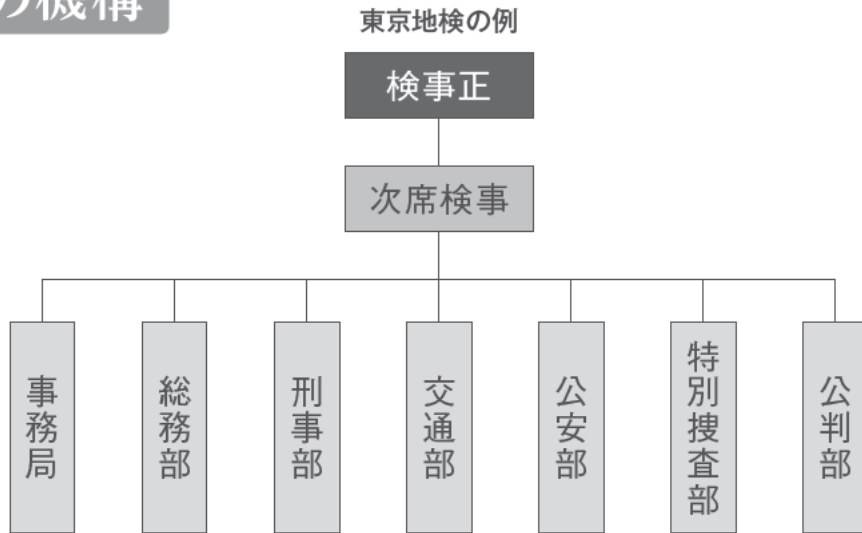 の機構
東京地検の例
検事正
次席検事
事務局
総務部
刑事部
交通部
公安部
特別捜査部
公判部